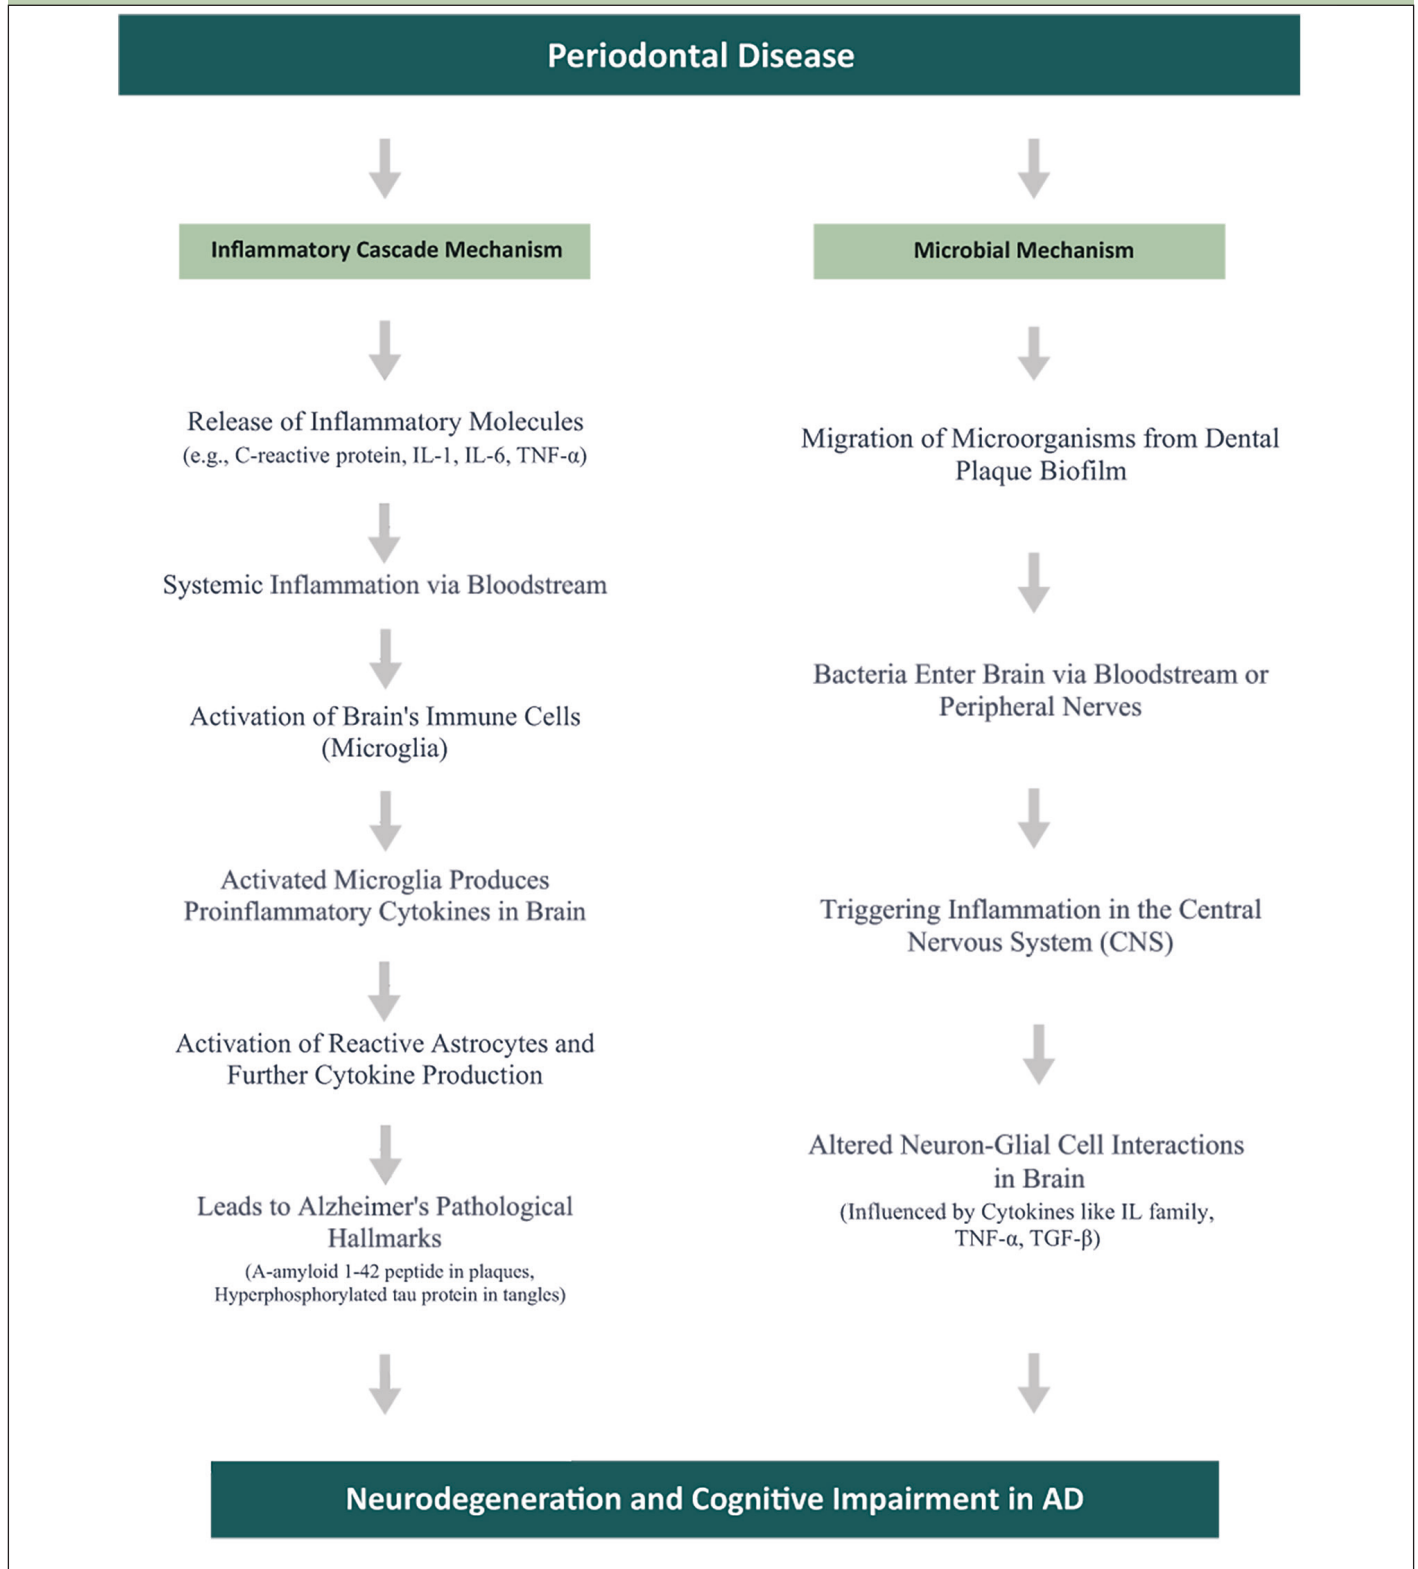 Periodontal Disease
Inflammatory Cascade Mechanism
Release of Inflammatory Molecules
(e.g., C-reactive protein, IL-1, IL-6, TNF-α)
Systemic Inflammation via Bloodstream
Activation of Brain's Immune Cells
(Microglia)
Activated Microglia Produces
Proinflammatory Cytokines in Brain
Activation of Reactive Astrocytes and
Further Cytokine Production
Leads to Alzheimer's Pathological
Hallmarks
(A-amyloid 1-42 peptide in plaques,
Hyperphosphorylated tau protein in tangles)
Microbial Mechanism
Migration of Microorganisms from Dental
Plaque Biofilm
Bacteria Enter Brain via Bloodstream or
Peripheral Nerves
Triggering Inflammation in the Central
Nervous System (CNS)
Altered Neuron-Glial Cell Interactions
in Brain
(Influenced by Cytokines like IL family,
TNF-α, TGF-β)
Neurodegeneration and Cognitive Impairment in AD